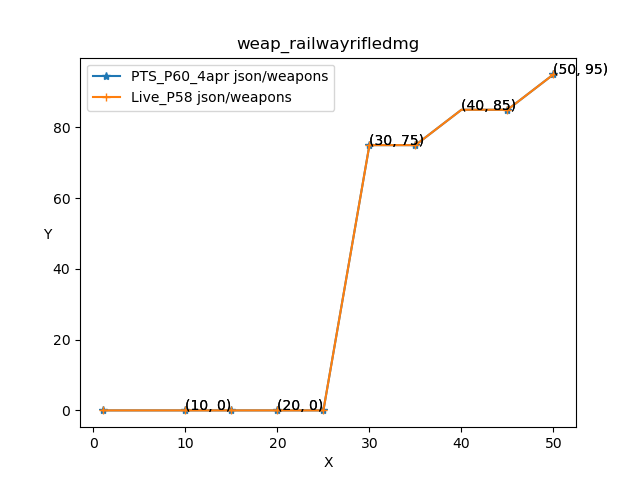 weap_railwayrifledmg
PTS_P60_4apr json/weapons
Live_P58 json/weapons
(50, 95)
(40, 85)
(30, 75)
(10, 0)
(20, 0)
Y
80
60
40
20
0
0 10 20 30 40 50
X